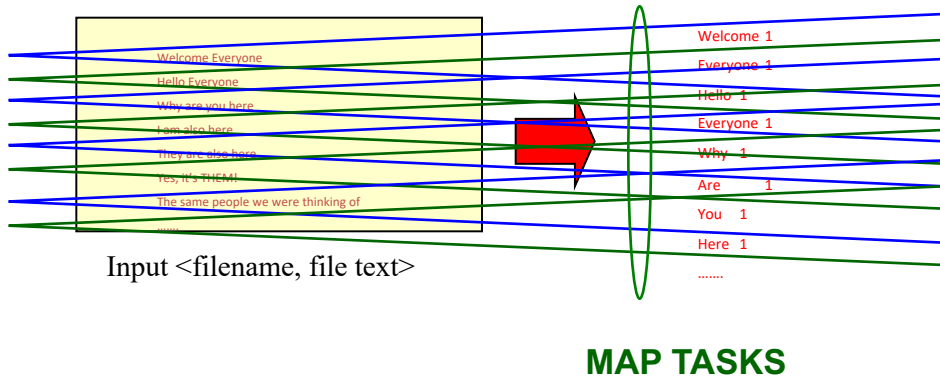 Welcome Everyone
Hello Everyone
Why are you here
I am also here
They are also here
Yes, it's THEM!
The same people we were thinking of
…….
Input <filename, file text>
Welcome 1
Everyone 1
Hello 1
Everyone 1
Why 1
Are 1
You 1
Here 1
…….
MAP TASKS